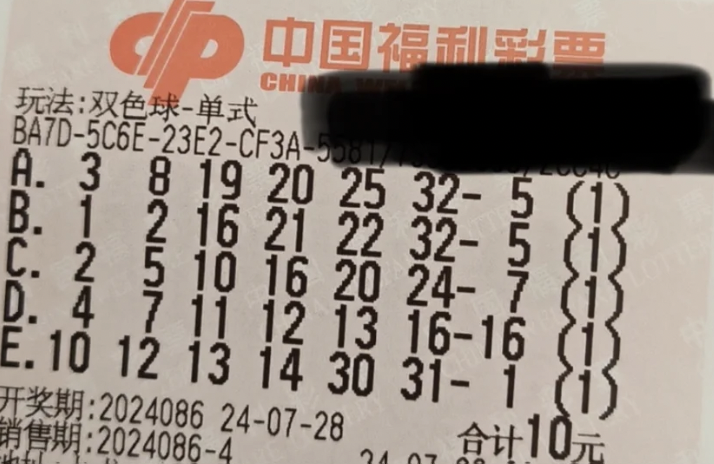 中国福利彩票
CHINA
玩法:双色球-单式
BA7D-5C6E-23E2-CF3A-5581/
A. 3 8 19 20 25 32- 5 (1)
B. 1 2 16 21 22 32- 5 (1)
C. 2 5 10 16 20 24- 7 (1)
D. 4 7 11 12 13 16-16 (1)
E. 10 12 13 14 30 31- 1 (1)
开奖期:2024086 24-07-28 合计10元
销售期:2024086-4